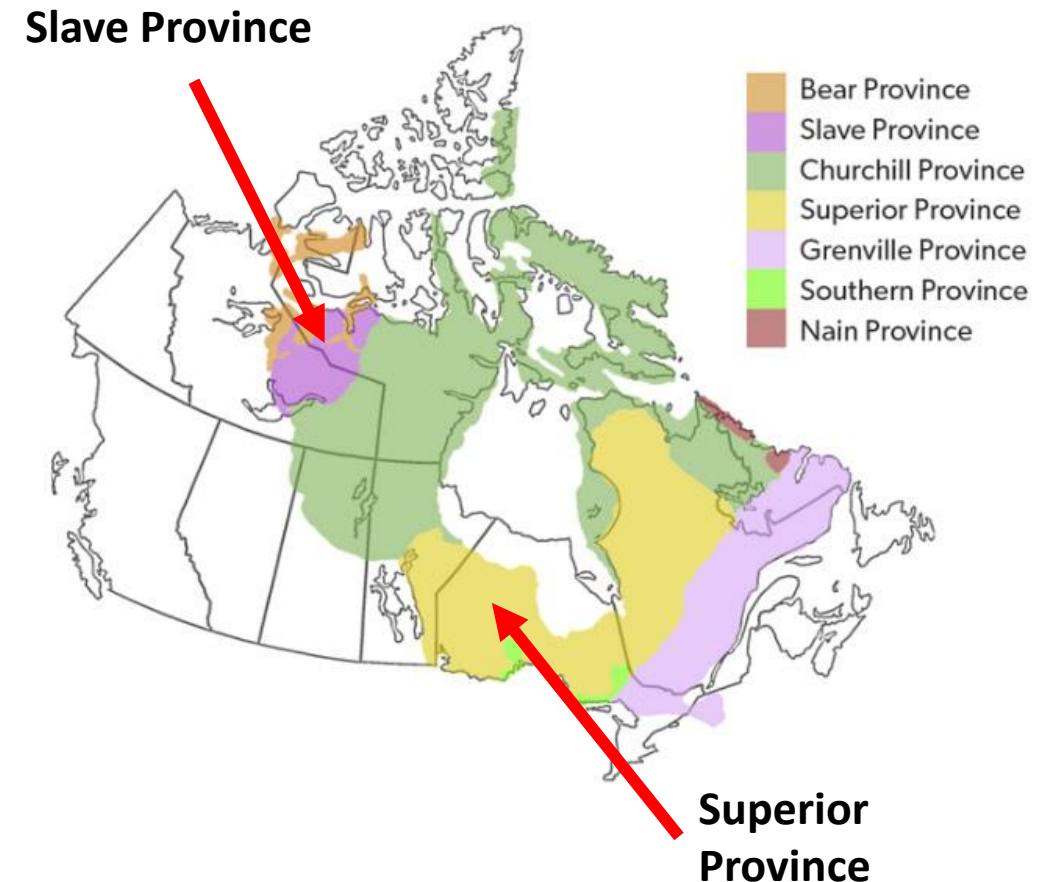 Slave Province
Bear Province
Slave Province
Churchill Province
Superior Province
Grenville Province
Southern Province
Nain Province
Superior
Province